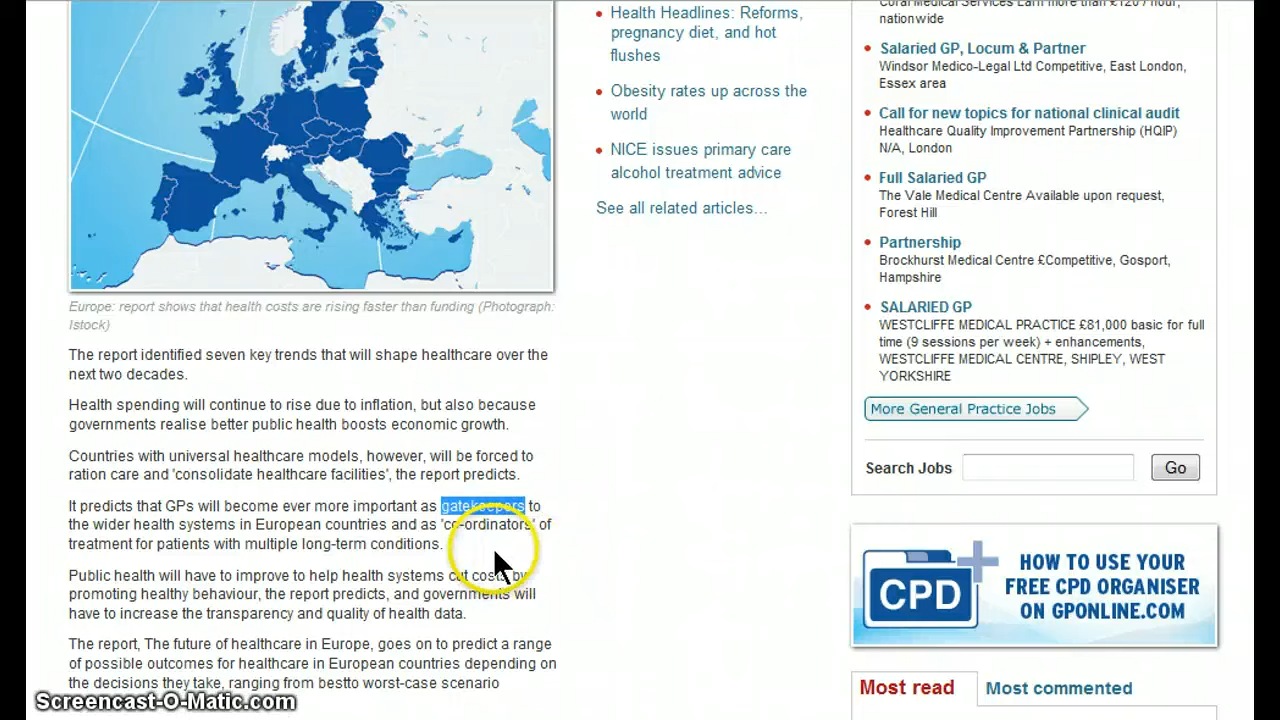 Health Headlines: Reforms,
pregnancy diet, and hot
flushes
Obesity rates up across the
world
NICE issues primary care
alcohol treatment advice
See all related articles...
Coral Medical Services Earn more than £120 / hour,
nationwide
Salaried GP, Locum & Partner
Windsor Medico-Legal Ltd Competitive, East London,
Essex area
Call for new topics for national clinical audit
Healthcare Quality Improvement Partnership (HQIP)
N/A, London
Full Salaried GP
The Vale Medical Centre Available upon request,
Forest Hill
Partnership
Brockhurst Medical Centre £Competitive, Gosport,
Hampshire
SALARIED GP
WESTCLIFFE MEDICAL PRACTICE £81,000 basic for full
time (9 sessions per week) + enhancements,
WESTCLIFFE MEDICAL CENTRE, SHIPLEY, WEST
YORKSHIRE
More General Practice Jobs
Search Jobs Go
Europe: report shows that health costs are rising faster than funding (Photograph:
Istock)
The report identified seven key trends that will shape healthcare over the
next two decades.
Health spending will continue to rise due to inflation, but also because
governments realise better public health boosts economic growth.
Countries with universal healthcare models, however, will be forced to
ration care and 'consolidate healthcare facilities', the report predicts.
It predicts that GPs will become ever more important as gatekeepers to
the wider health systems in European countries and as 'co-ordinators' of
treatment for patients with multiple long-term conditions.
Public health will have to improve to help health systems cut costs by
promoting healthy behaviour, the report predicts, and governments will
have to increase the transparency and quality of health data.
The report, The future of healthcare in Europe, goes on to predict a range
of possible outcomes for healthcare in European countries depending on
the decisions they take, ranging from bestto worst-case scenario
CPD
HOW TO USE YOUR
FREE CPD ORGANISER
ON GPONLINE.COM
Most read Most commented
Screencast-O-Matic.com